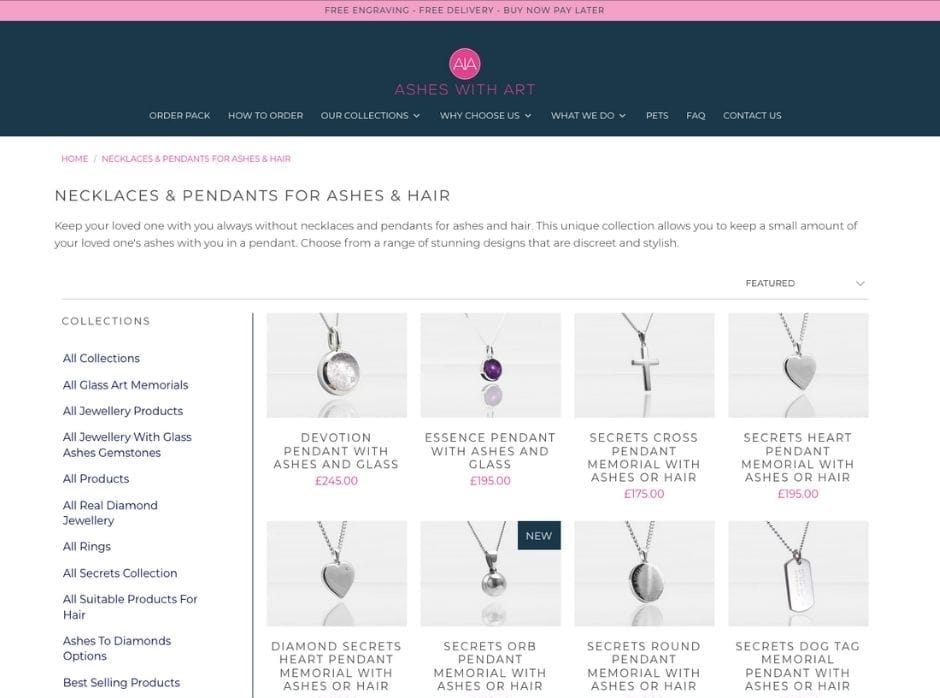 FREE ENGRAVING - FREE DELIVERY - BUY NOW PAY LATER
AJA
ASHES WITH ART
ORDER PACK HOW TO ORDER OUR COLLECTIONS WHY CHOOSE US WHAT WE DO PETS FAQ CONTACT US
HOME / NECKLACES & PENDANTS FOR ASHES & HAIR
NECKLACES & PENDANTS FOR ASHES & HAIR
Keep your loved one with you always without necklaces and pendants for ashes and hair. This unique collection allows you to keep a small amount of
your loved one's ashes with you in a pendant. Choose from a range of stunning designs that are discreet and stylish.
FEATURED
COLLECTIONS
All Collections
All Glass Art Memorials
All Jewellery Products
All Jewellery With Glass
Ashes Gemstones
All Products
All Real Diamond
Jewellery
All Rings
All Secrets Collection
All Suitable Products For
Hair
Ashes To Diamonds
Options
Best Selling Products
DEVOTION
PENDANT WITH
ASHES AND GLASS
£245.00
ESSENCE PENDANT
WITH ASHES AND
GLASS
£195.00
SECRETS CROSS
PENDANT
MEMORIAL WITH
ASHES OR HAIR
£175.00
SECRETS HEART
PENDANT
MEMORIAL WITH
ASHES OR HAIR
£195.00
DIAMOND SECRETS
HEART PENDANT
MEMORIAL WITH
ASHES OR HAIR
NEW
SECRETS ORB
PENDANT
MEMORIAL WITH
ASHES OR HAIR
SECRETS ROUND
PENDANT
MEMORIAL WITH
ASHES OR HAIR
SECRETS DOG TAG
MEMORIAL
PENDANT WITH
ASHES OR HAIR